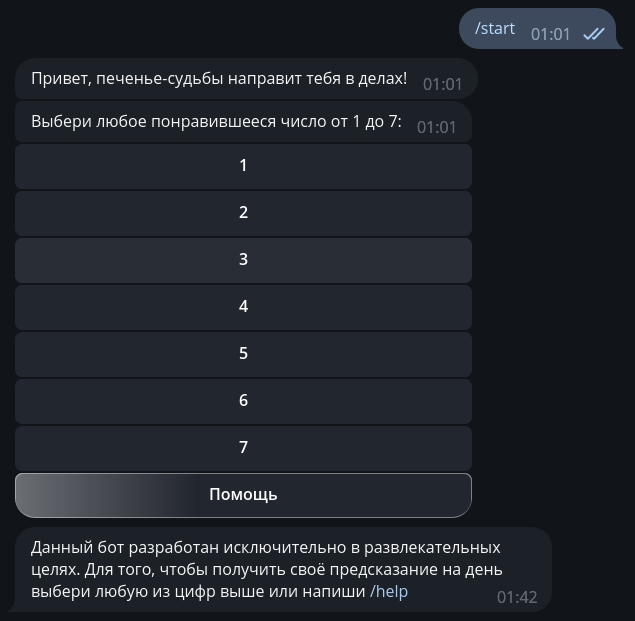 /start 01:01
Привет, печенье-судьбы направит тебя в делах! 01:01
Выбери любое понравившееся число от 1 до 7: 01:01
1
2
3
4
5
6
7
Помощь
Данный бот разработан исключительно в развлекательных
целях. Для того, чтобы получить своё предсказание на день
выбери любую из цифр выше или напиши /help 01:42